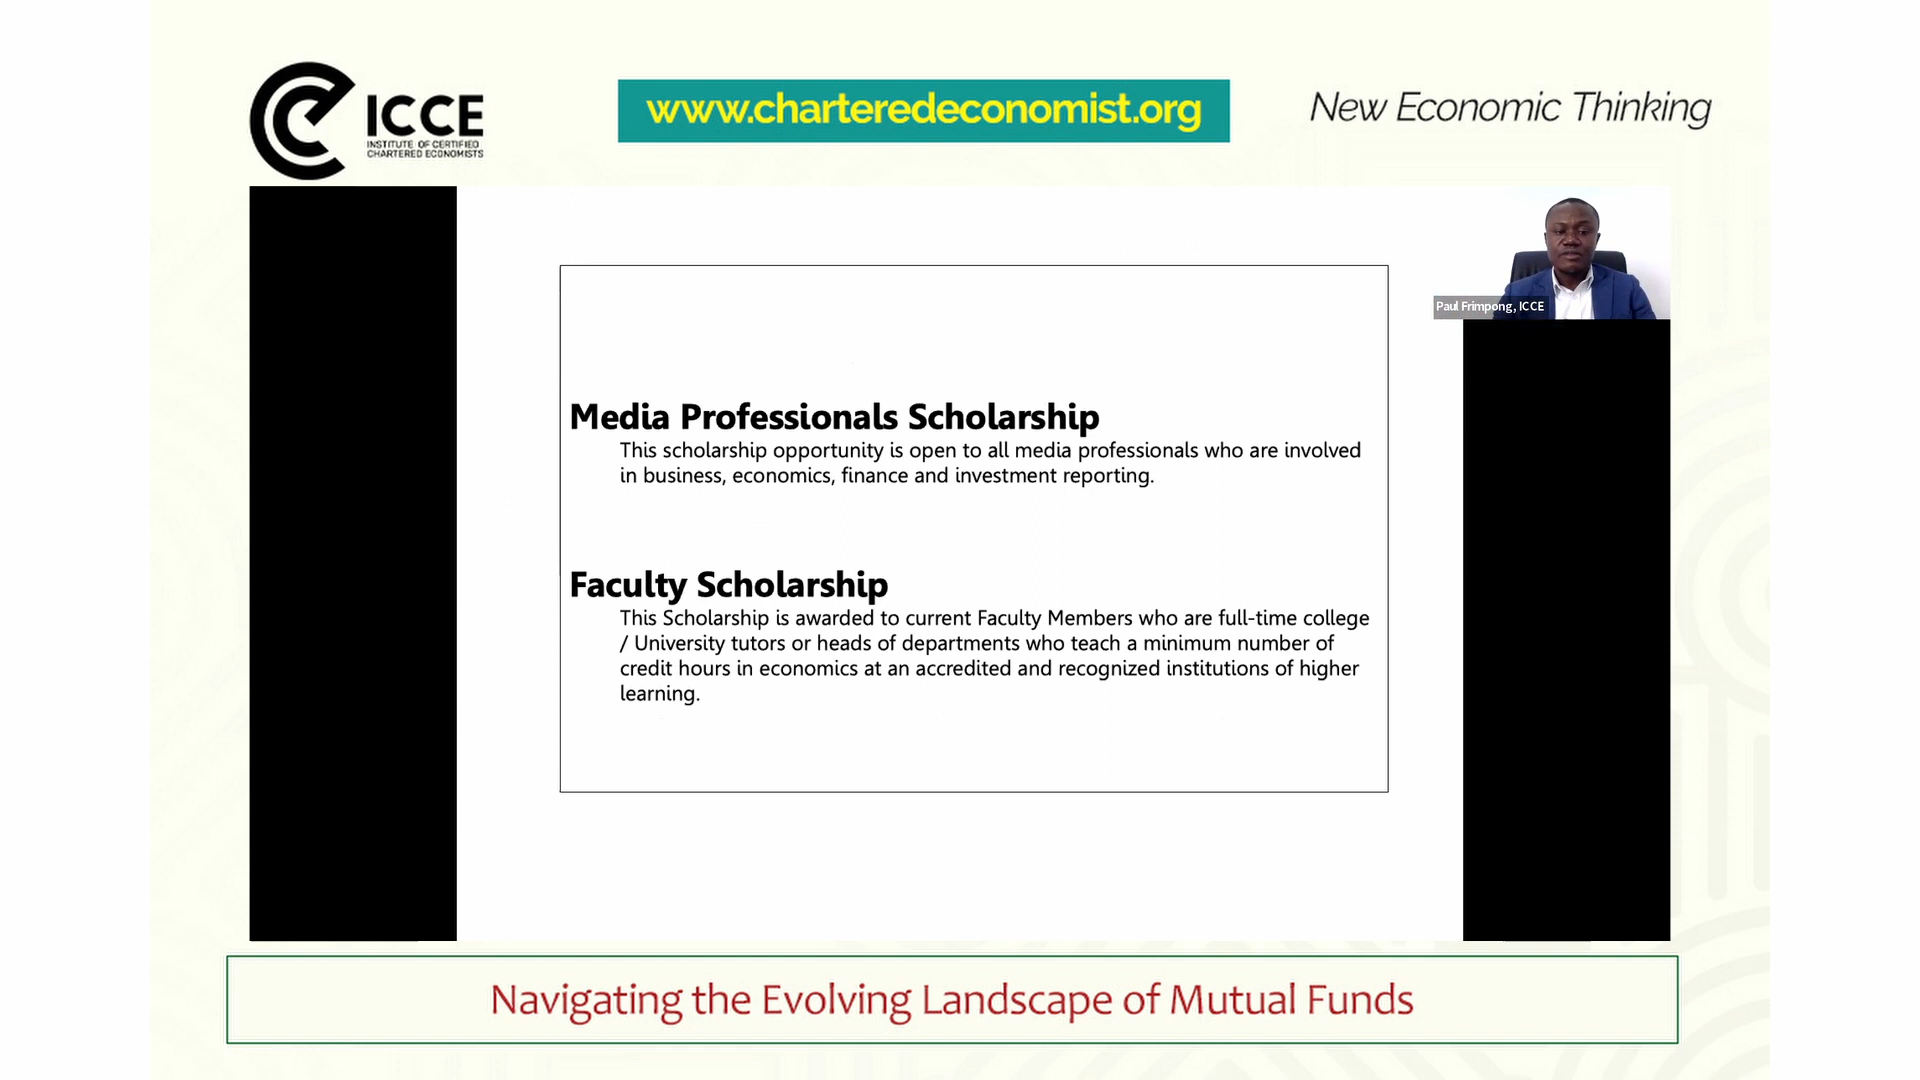 ICCE
INSTITUTE OF CERTIFIED
CHARTERED ECONOMISTS
www.charteredeconomist.org
New Economic Thinking
Paul Frimpong, ICCE
Media Professionals Scholarship
This scholarship opportunity is open to all media professionals who are involved
in business, economics, finance and investment reporting.
Faculty Scholarship
This Scholarship is awarded to current Faculty Members who are full-time college
/ University tutors or heads of departments who teach a minimum number of
credit hours in economics at an accredited and recognized institutions of higher
learning.
Navigating the Evolving Landscape of Mutual Funds